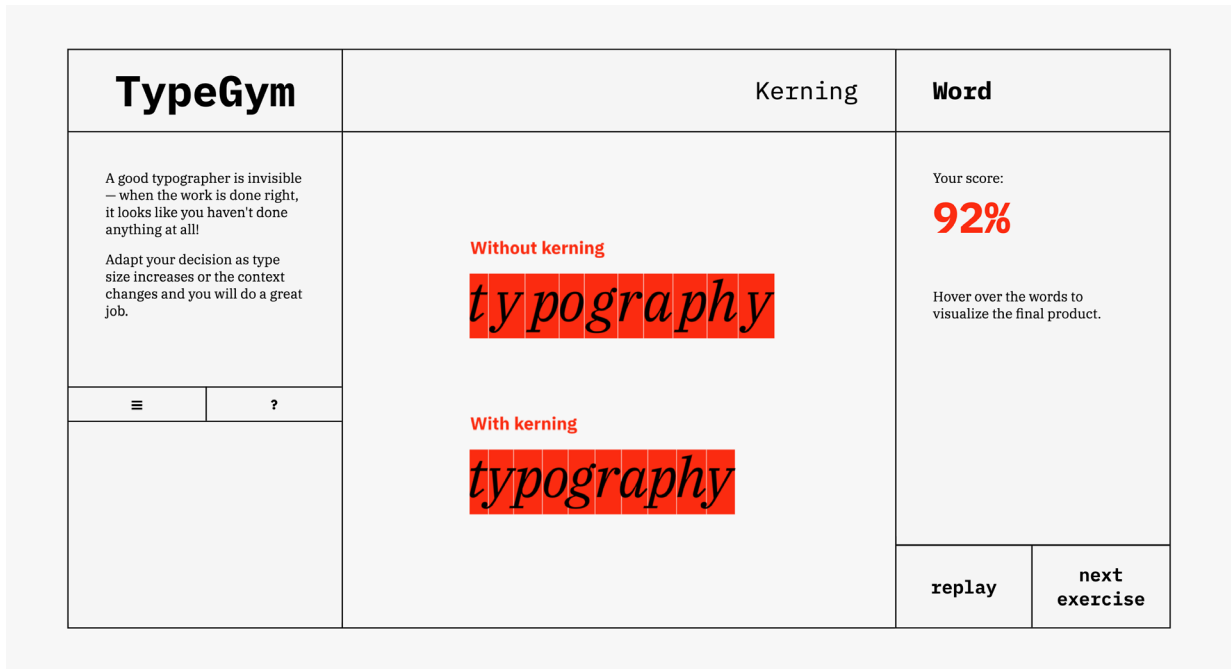 TypeGym
Kerning
Word
A good typographer is invisible
— when the work is done right,
it looks like you haven't done
anything at all!
Adapt your decision as type
size increases or the context
changes and you will do a great
job.
≡
?
Without kerning
typography
With kerning
typography
Your score:
92%
Hover over the words to
visualize the final product.
replay
next
exercise